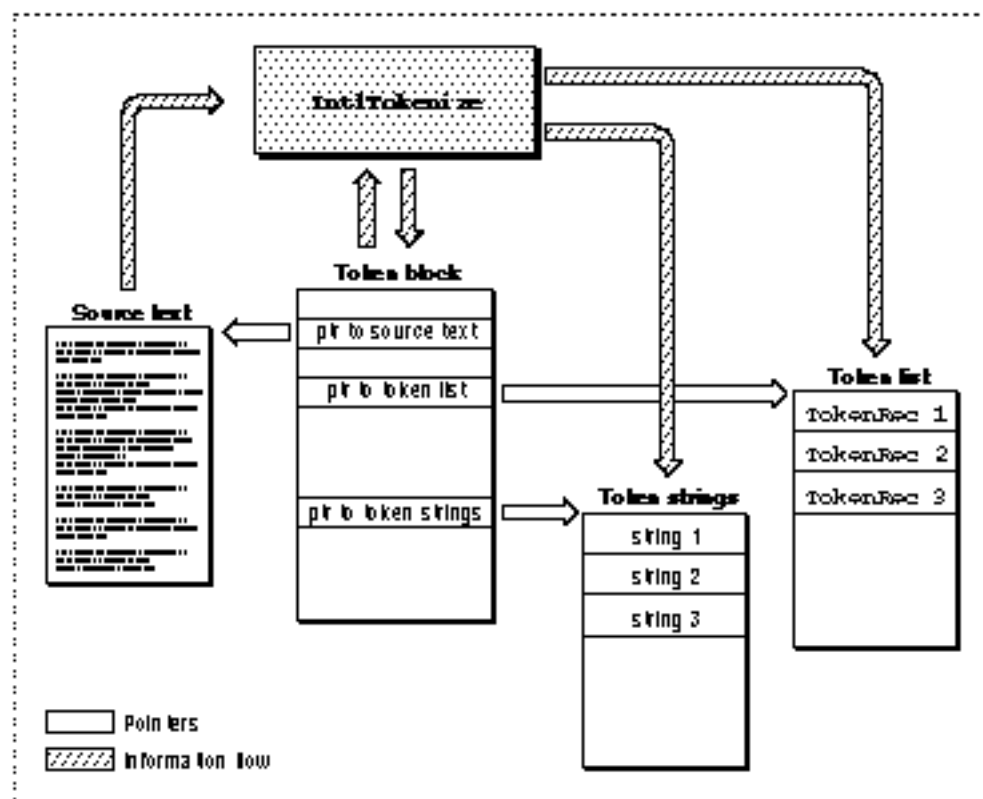 IntlTokenize
Token block
Source text
ptr to source text
ptr to token list
ptr to token strings
Token list
TokenRec 1
TokenRec 2
TokenRec 3
Token strings
string 1
string 2
string 3
Pointers
Information flow